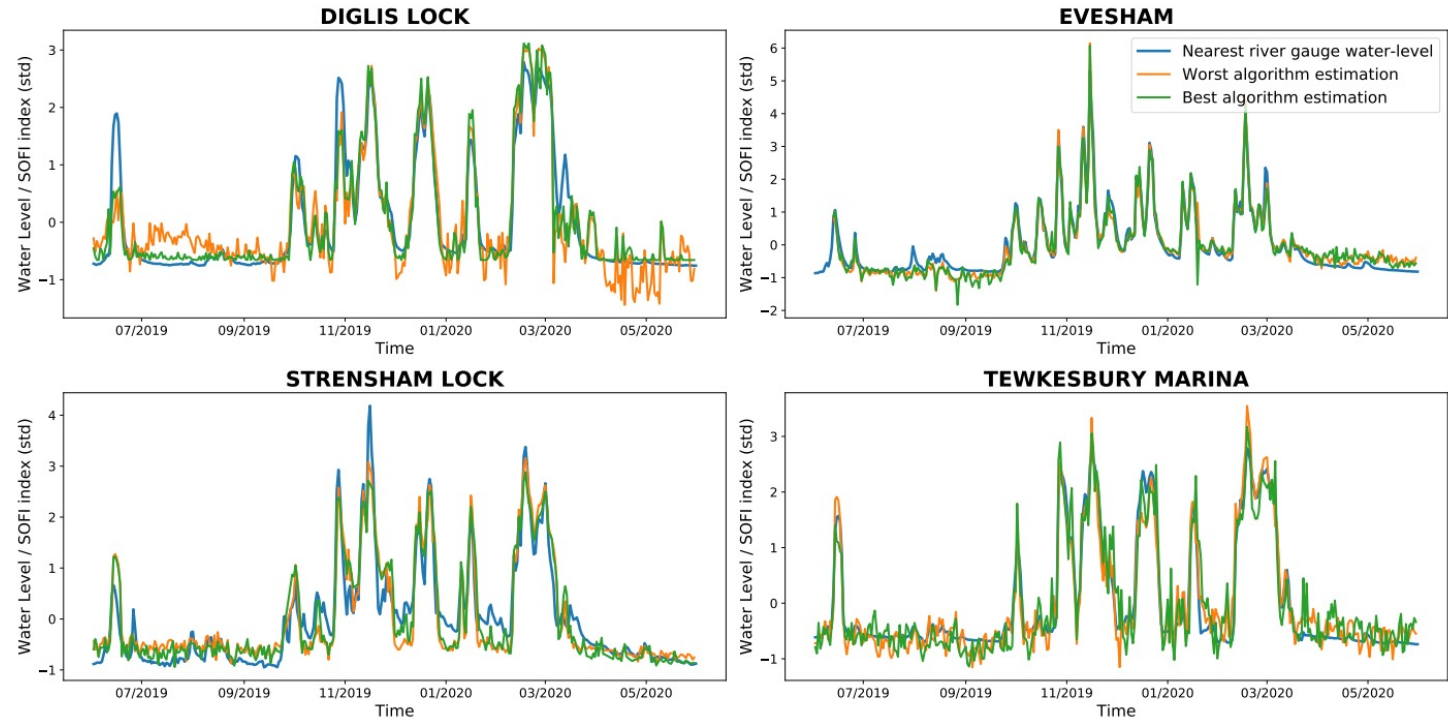 DIGLIS LOCK
Water Level / SOFI index (std)
3
2
1
0
−1
07/2019 09/2019 11/2019 01/2020 03/2020 05/2020
Time
EVESHAM
Nearest river gauge water-level
Worst algorithm estimation
Best algorithm estimation
Water Level / SOFI index (std)
6
5
4
3
2
1
0
−1
−2
07/2019 09/2019 11/2019 01/2020 03/2020 05/2020
Time
STRENSHAM LOCK
Water Level / SOFI index (std)
4
3
2
1
0
−1
07/2019 09/2019 11/2019 01/2020 03/2020 05/2020
Time
TEWKESBURY MARINA
Water Level / SOFI index (std)
3
2
1
0
−1
07/2019 09/2019 11/2019 01/2020 03/2020 05/2020
Time